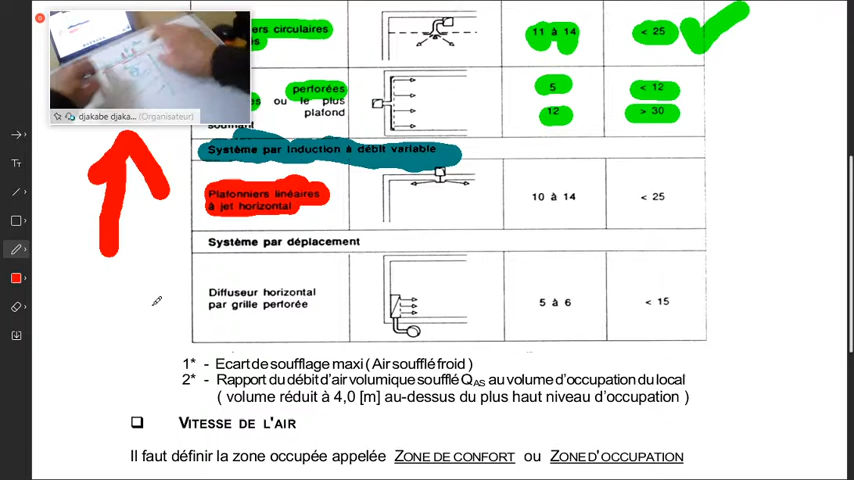 ers circulaires
és
11 à 14
< 25
perforées
es ou le plus
plafond
soufflant
5
12
< 12
> 30
djakabe djaka... (Organisateur)
Système par Induction à débit variable
Plafonniers linéaires
à jet horizontal
10 à 14
< 25
Système par déplacement
Diffuseur horizontal
par grille perforée
5 à 6
< 15
1* - Ecart de soufflage maxi ( Air soufflé froid )
2* - Rapport du débit d'air volumique soufflé QAS au volume d'occupation du local
( volume réduit à 4,0 [m] au-dessus du plus haut niveau d'occupation )
VITESSE DE L'AIR
Il faut définir la zone occupée appelée ZONE DE CONFORT ou ZONE D'OCCUPATION